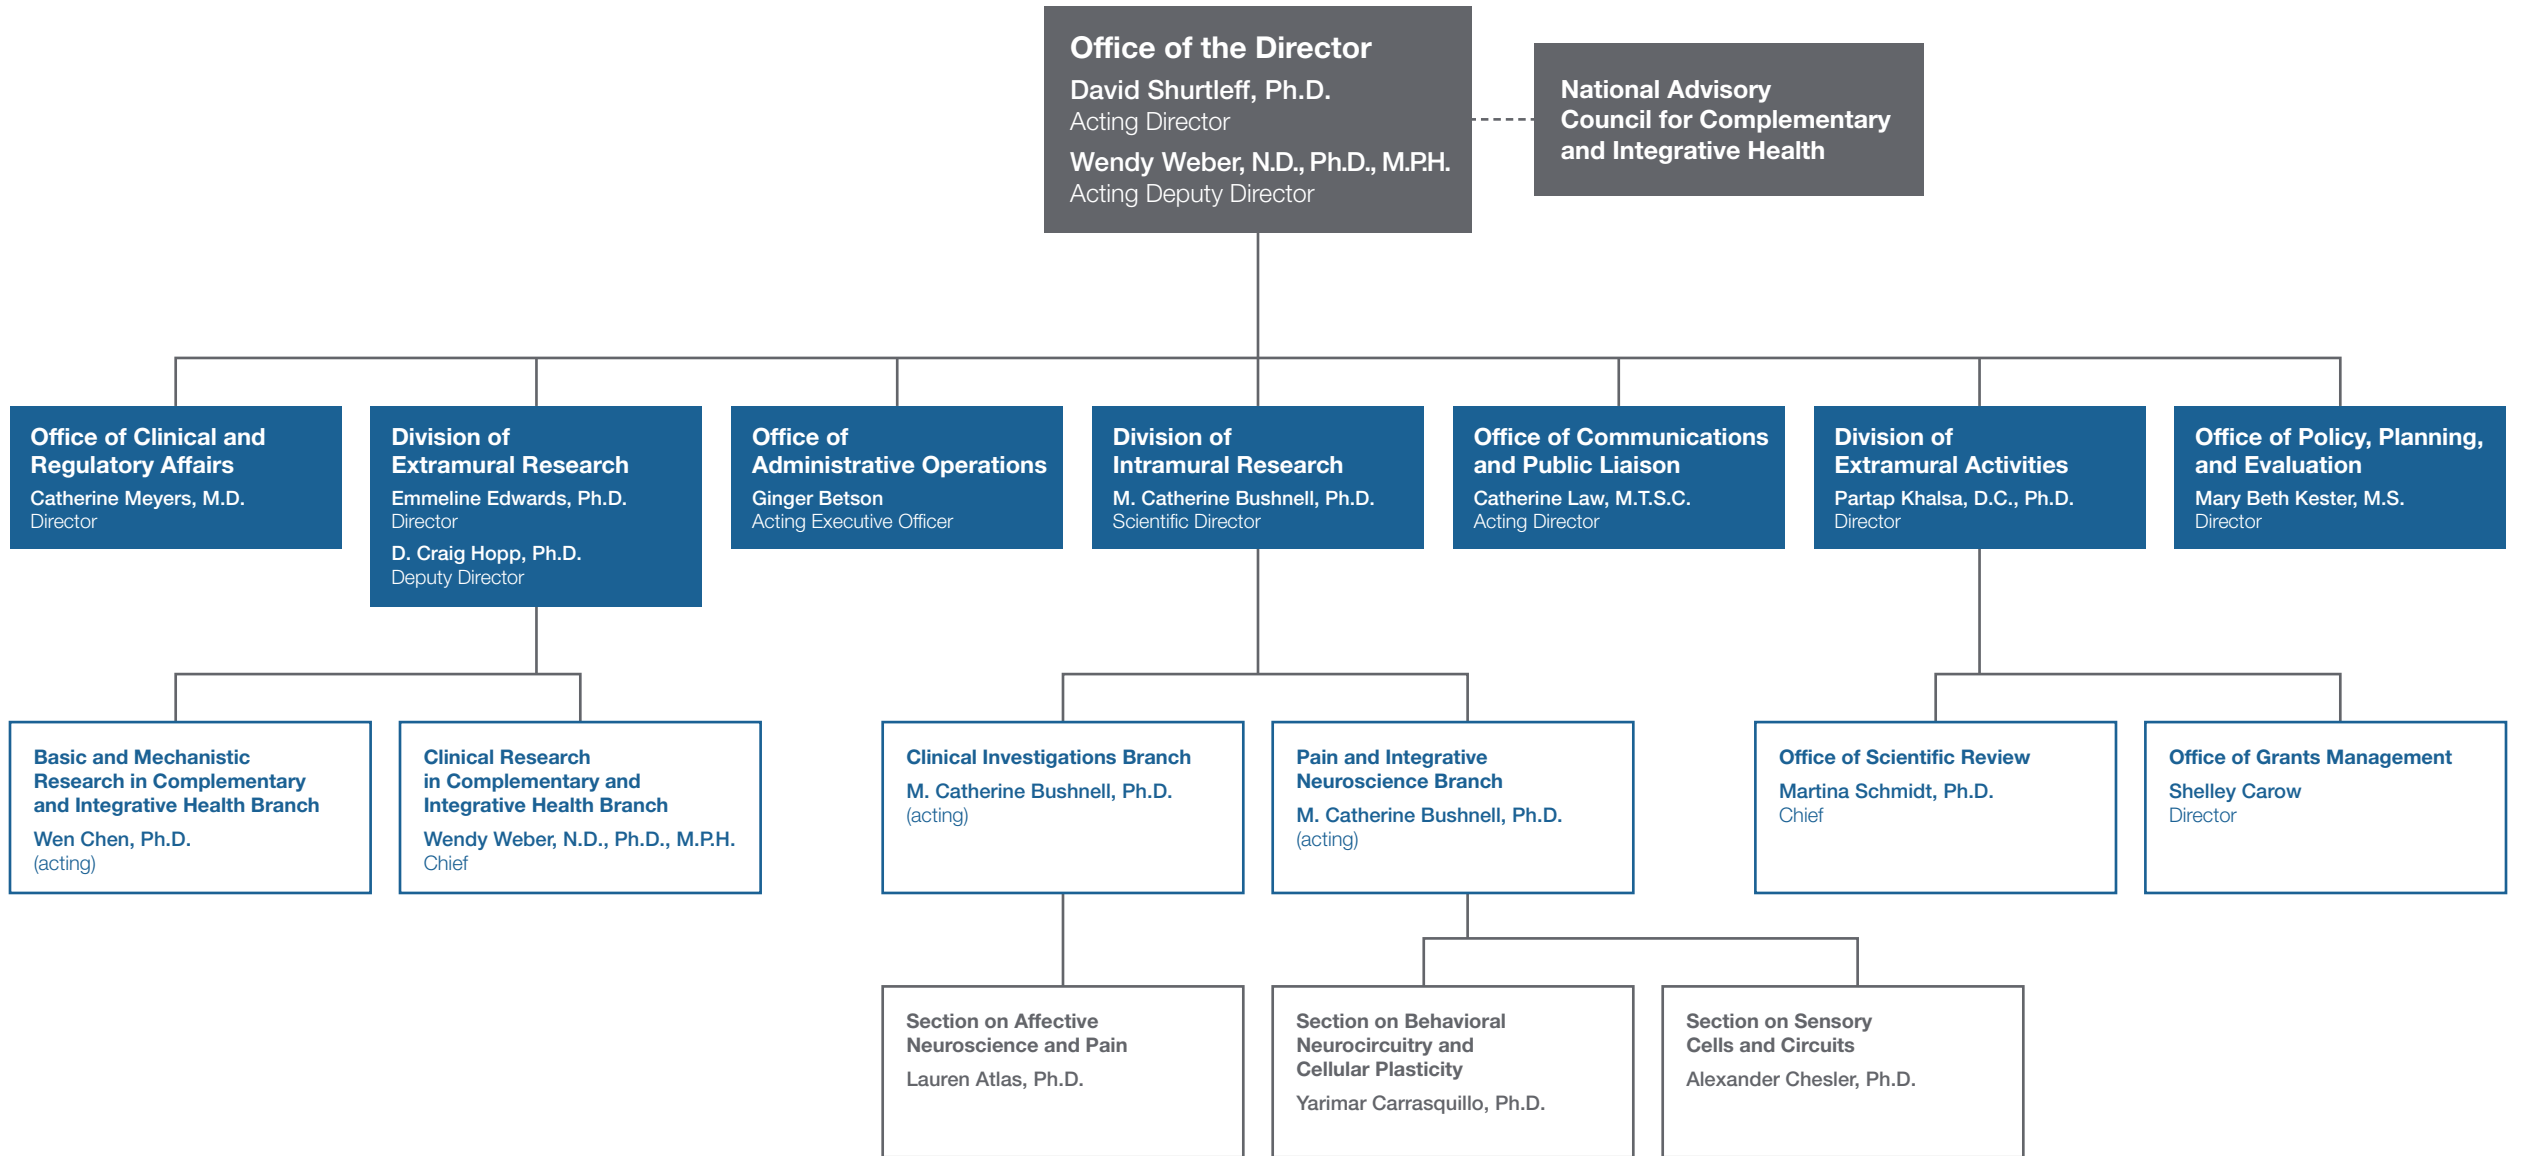 Office of the Director
David Shurtleff, Ph.D.
Acting Director
Wendy Weber, N.D., Ph.D., M.P.H.
Acting Deputy Director
National Advisory
Council for Complementary
and Integrative Health
Office of Clinical and
Regulatory Affairs
Catherine Meyers, M.D.
Director
Division of
Extramural Research
Emmeline Edwards, Ph.D.
Director
D. Craig Hopp, Ph.D.
Deputy Director
Office of
Administrative Operations
Ginger Betson
Acting Executive Officer
Division of
Intramural Research
M. Catherine Bushnell, Ph.D.
Scientific Director
Office of Communications
and Public Liaison
Catherine Law, M.T.S.C.
Acting Director
Division of
Extramural Activities
Partap Khalsa, D.C., Ph.D.
Director
Office of Policy, Planning,
and Evaluation
Mary Beth Kester, M.S.
Director
Basic and Mechanistic
Research in Complementary
and Integrative Health Branch
Wen Chen, Ph.D.
(acting)
Clinical Research
in Complementary and
Integrative Health Branch
Wendy Weber, N.D., Ph.D., M.P.H.
Chief
Clinical Investigations Branch
M. Catherine Bushnell, Ph.D.
(acting)
Pain and Integrative
Neuroscience Branch
M. Catherine Bushnell, Ph.D.
(acting)
Office of Scientific Review
Martina Schmidt, Ph.D.
Chief
Office of Grants Management
Shelley Carow
Director
Section on Affective
Neuroscience and Pain
Lauren Atlas, Ph.D.
Section on Behavioral
Neurocircuitry and
Cellular Plasticity
Yarimar Carrasquillo, Ph.D.
Section on Sensory
Cells and Circuits
Alexander Chesler, Ph.D.